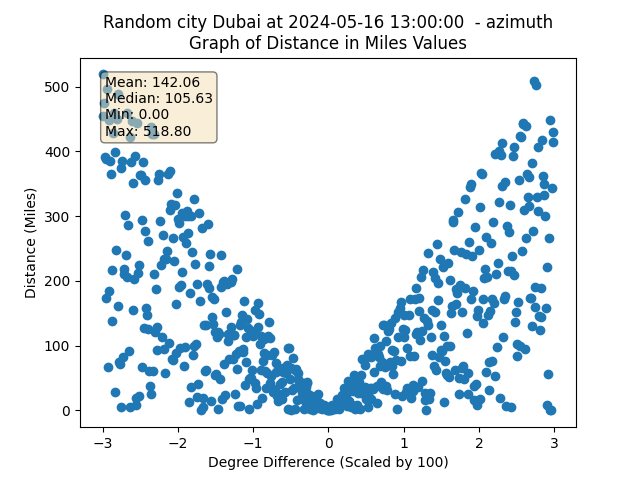 Random city Dubai at 2024-05-16 13:00:00 - azimuth
Graph of Distance in Miles Values
Mean: 142.06
Median: 105.63
Min: 0.00
Max: 518.80
500
400
300
200
100
0
Distance (Miles)
−3
−2
−1
0
1
2
3
Degree Difference (Scaled by 100)